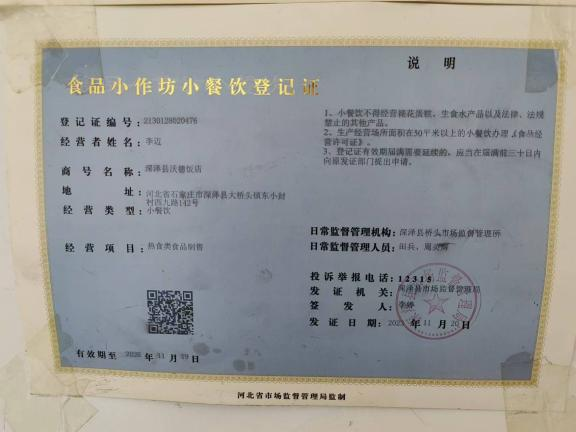 食品小作坊小餐饮登记证
登记证编号: 2130128020476
经营者姓名: 李迈
商号名称: 深泽县沃德饭店
地址: 河北省石家庄市深泽县大桥头镇东小封
村西九路142号
经营类型: 小餐饮
经营项目: 热食类食品制售
有效期至 2026 年 11 月 19 日
说明
1、小餐饮不得经营裱花蛋糕、生食水产品以及法律、法规
禁止的其他产品。
2、生产经营场所面积在50平米以上的小餐饮办理《食品经
营许可证》。
3、登记证有效期届满需要延续的,应当在届满前三十日内
向原发证部门提出申请。
日常监督管理机构: 深泽县桥头市场监督管理所
日常监督管理人员: 田兵、周
投诉举报电话: 12315
发证机关: 深泽县市场监督管理局
签发人: 李娇
发证日期: 2023 年 11 月 20 日
河北省市场监督管理局监制